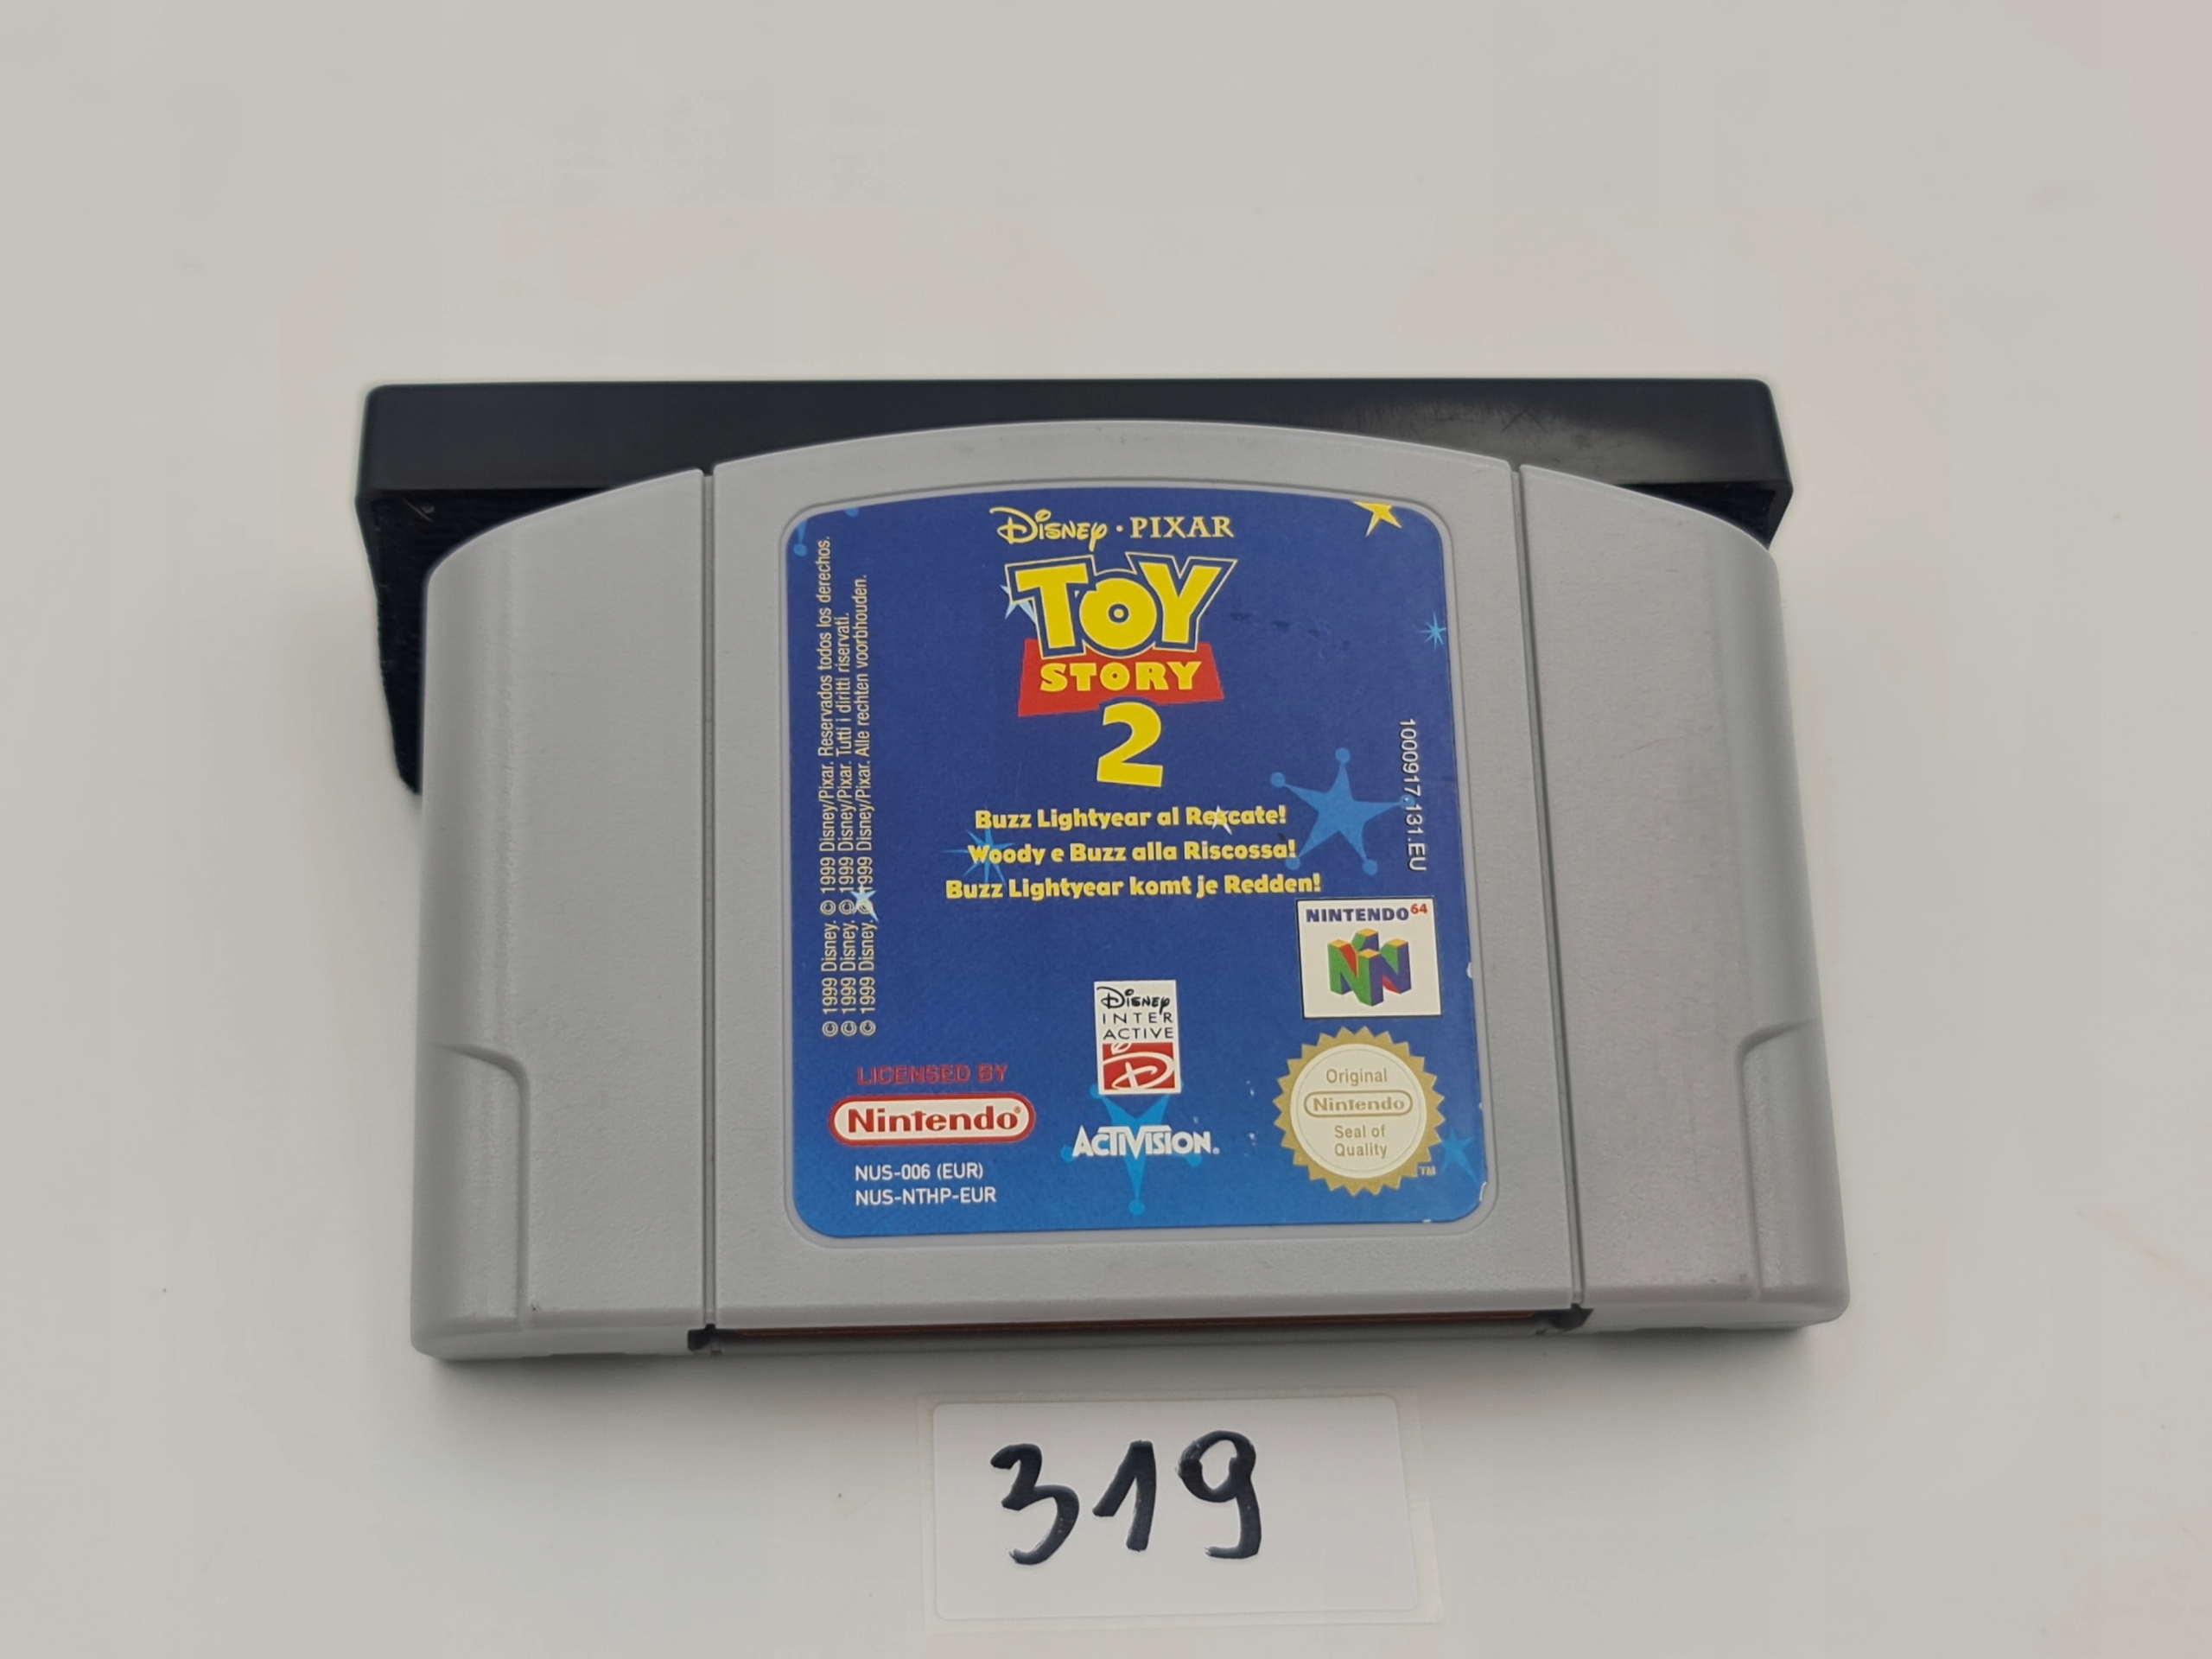 Disney · PIXAR
TOY
STORY
2
Buzz Lightyear al Rescate!
Woody e Buzz alla Riscossa!
Buzz Lightyear komt je Redden!
© 1999 Disney. © 1999 Disney/Pixar. Reservados todos los derechos.
© 1999 Disney. © 1999 Disney/Pixar. Tutti i diritti riservati.
© 1999 Disney. © 1999 Disney/Pixar. Alle rechten voorbhouden.
1000917.131.EU
NINTENDO64
Disney
INTER
ACTIVE
D
LICENSED BY
Nintendo®
ACTIVISION®
Original
Nintendo
Seal of
Quality
TM
NUS-006 (EUR)
NUS-NTHP-EUR
319